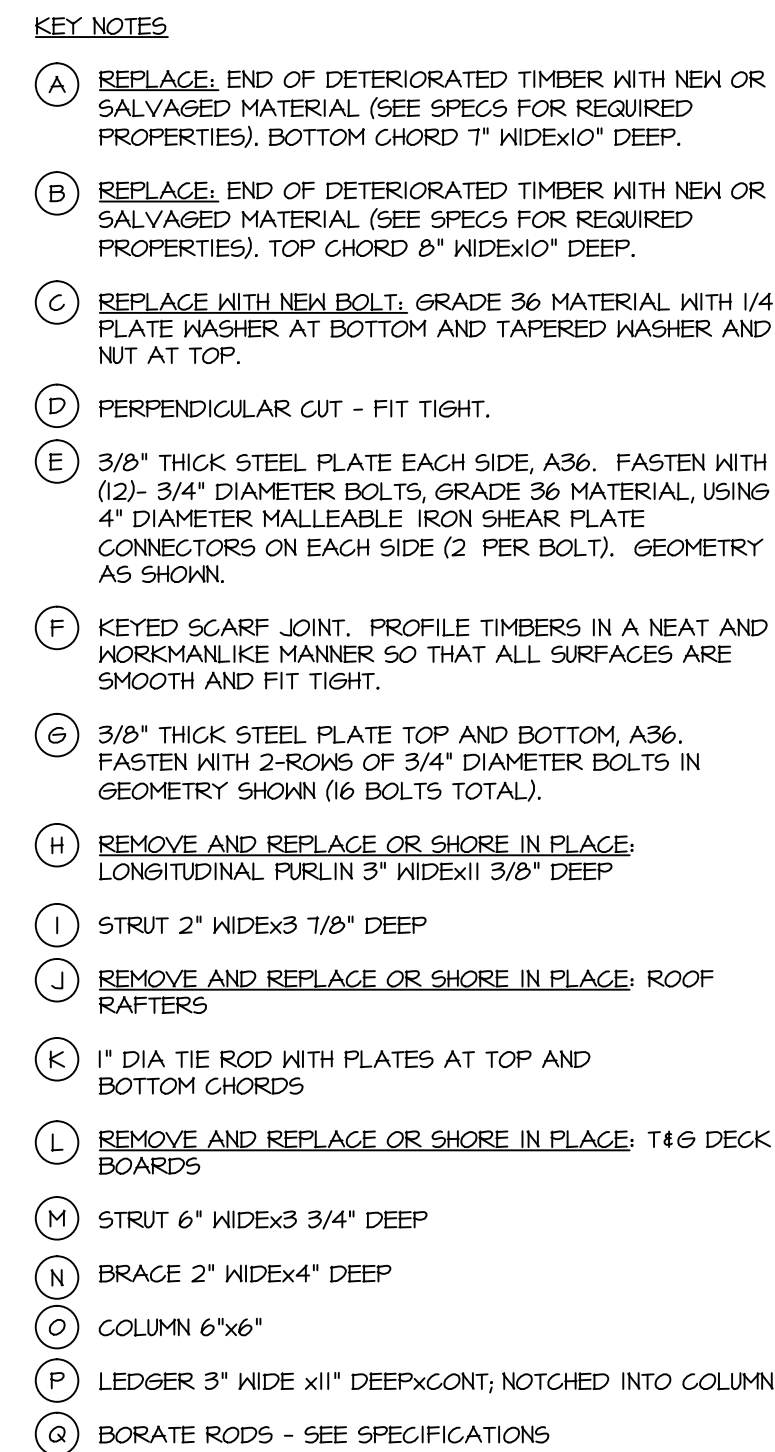 KEY NOTES
A REPLACE: END OF DETERIORATED TIMBER WITH NEW OR
SALVAGED MATERIAL (SEE SPECS FOR REQUIRED
PROPERTIES). BOTTOM CHORD 7" WIDEx10" DEEP.
B REPLACE: END OF DETERIORATED TIMBER WITH NEW OR
SALVAGED MATERIAL (SEE SPECS FOR REQUIRED
PROPERTIES). TOP CHORD 8" WIDEx10" DEEP.
C REPLACE WITH NEW BOLT: GRADE 36 MATERIAL WITH 1/4
PLATE WASHER AT BOTTOM AND TAPERED WASHER AND
NUT AT TOP.
D PERPENDICULAR CUT - FIT TIGHT.
E 3/8" THICK STEEL PLATE EACH SIDE, A36. FASTEN WITH
(12)- 3/4" DIAMETER BOLTS, GRADE 36 MATERIAL, USING
4" DIAMETER MALLEABLE IRON SHEAR PLATE
CONNECTORS ON EACH SIDE (2 PER BOLT). GEOMETRY
AS SHOWN.
F KEYED SCARF JOINT. PROFILE TIMBERS IN A NEAT AND
WORKMANLIKE MANNER SO THAT ALL SURFACES ARE
SMOOTH AND FIT TIGHT.
G 3/8" THICK STEEL PLATE TOP AND BOTTOM, A36.
FASTEN WITH 2-ROWS OF 3/4" DIAMETER BOLTS IN
GEOMETRY SHOWN (16 BOLTS TOTAL).
H REMOVE AND REPLACE OR SHORE IN PLACE:
LONGITUDINAL PURLIN 3" WIDEx11 3/8" DEEP
I STRUT 2" WIDEx3 7/8" DEEP
J REMOVE AND REPLACE OR SHORE IN PLACE: ROOF
RAFTERS
K 1" DIA TIE ROD WITH PLATES AT TOP AND
BOTTOM CHORDS
L REMOVE AND REPLACE OR SHORE IN PLACE: T&G DECK
BOARDS
M STRUT 6" WIDEx3 3/4" DEEP
N BRACE 2" WIDEx4" DEEP
O COLUMN 6"x6"
P LEDGER 3" WIDE x11" DEEPxCONT; NOTCHED INTO COLUMN
Q BORATE RODS - SEE SPECIFICATIONS